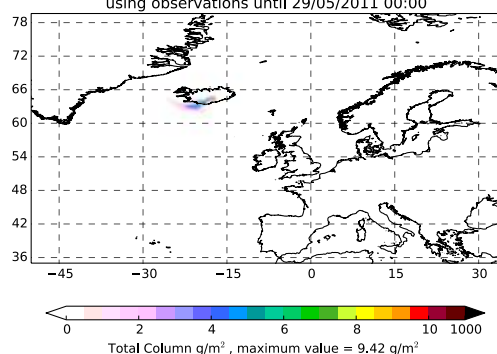 using observations until 29/05/2011 00:00
78
72
66
60
54
48
42
36
−45 −30 −15 0 15 30
0 2 4 6 8 10 1000
Total Column g/m² , maximum value = 9.42 g/m²